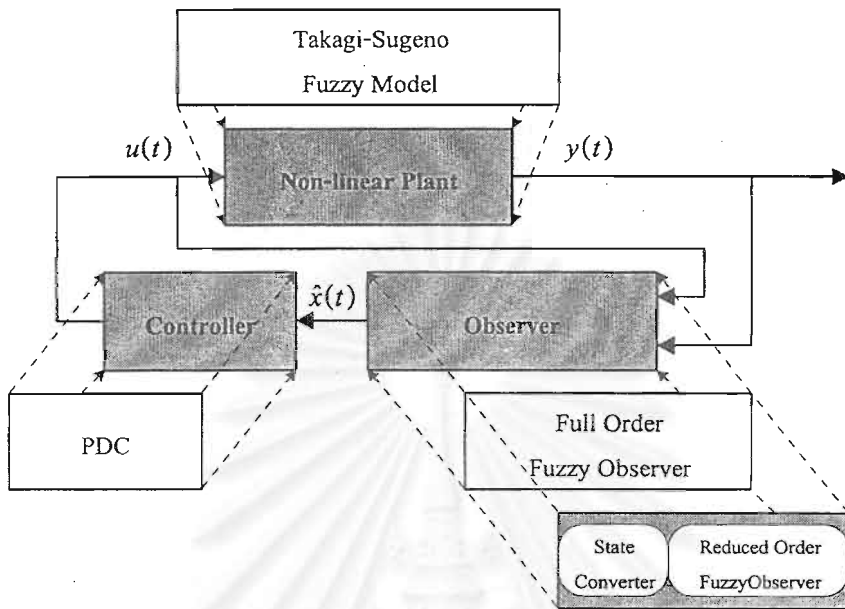 Takagi-Sugeno
Fuzzy Model
u(t)
y(t)
Non-linear Plant
Controller
x̂(t)
Observer
PDC
Full Order
Fuzzy Observer
State
Converter
Reduced Order
FuzzyObserver